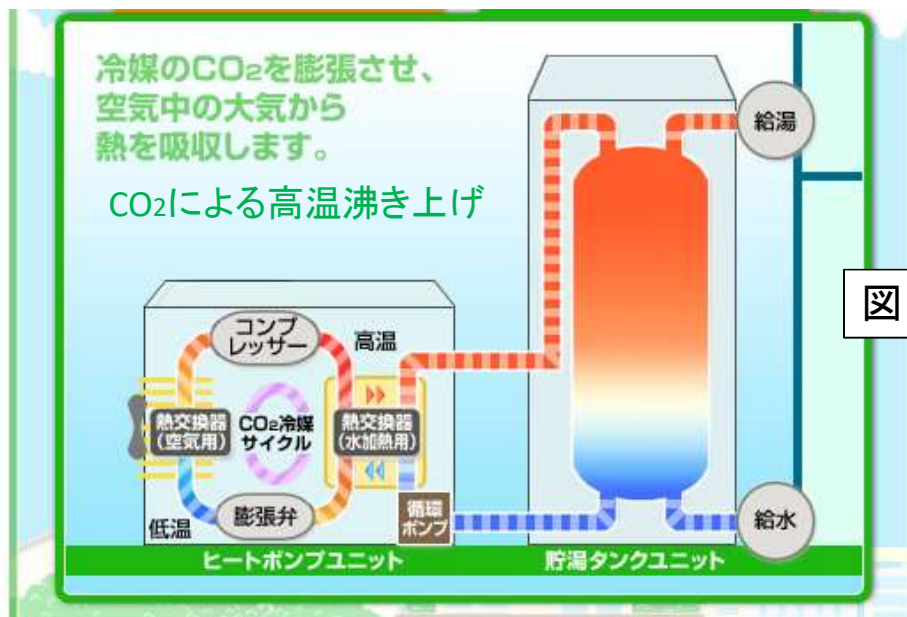 冷媒のCO2を膨張させ、
空気中の大気から
熱を吸収します。
CO2による高温沸き上げ
給湯
図
コンプ
レッサー
高温
熱交換器
(空気用)
CO2冷媒
サイクル
熱交換器
(水加熱用)
低温
膨張弁
循環
ポンプ
給水
ヒートポンプユニット
貯湯タンクユニット